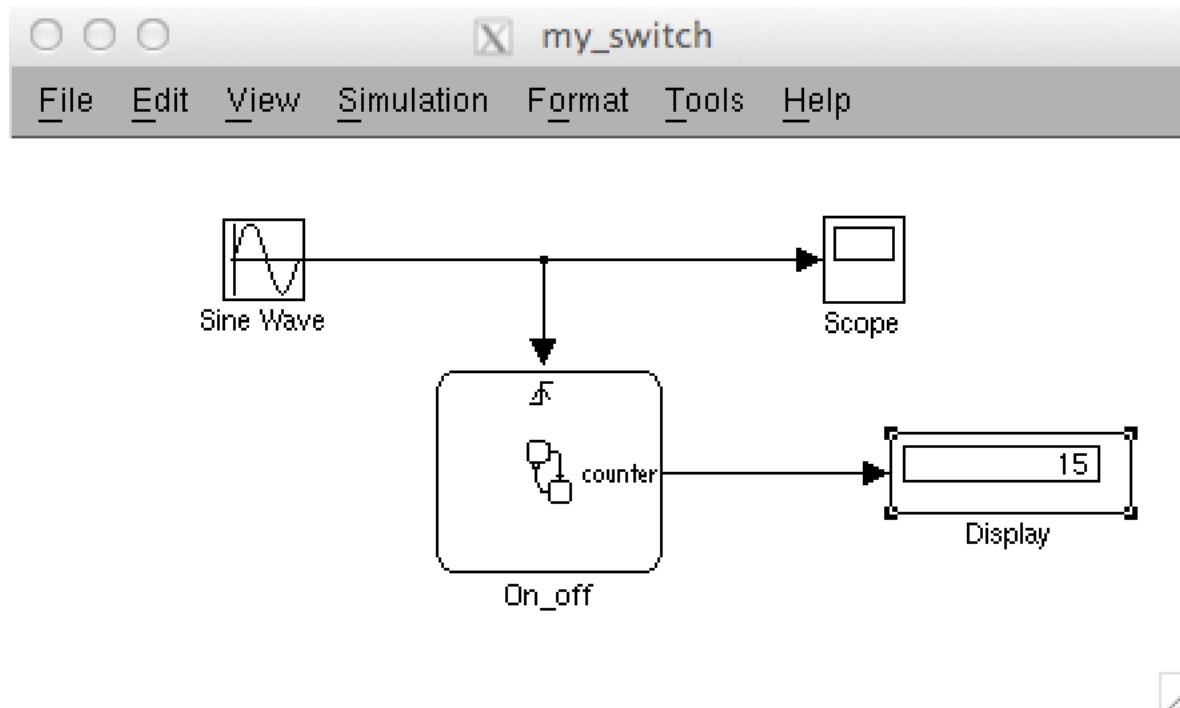 my_switch
File Edit View Simulation Format Tools Help
Sine Wave
Scope
counter
15
Display
On_off